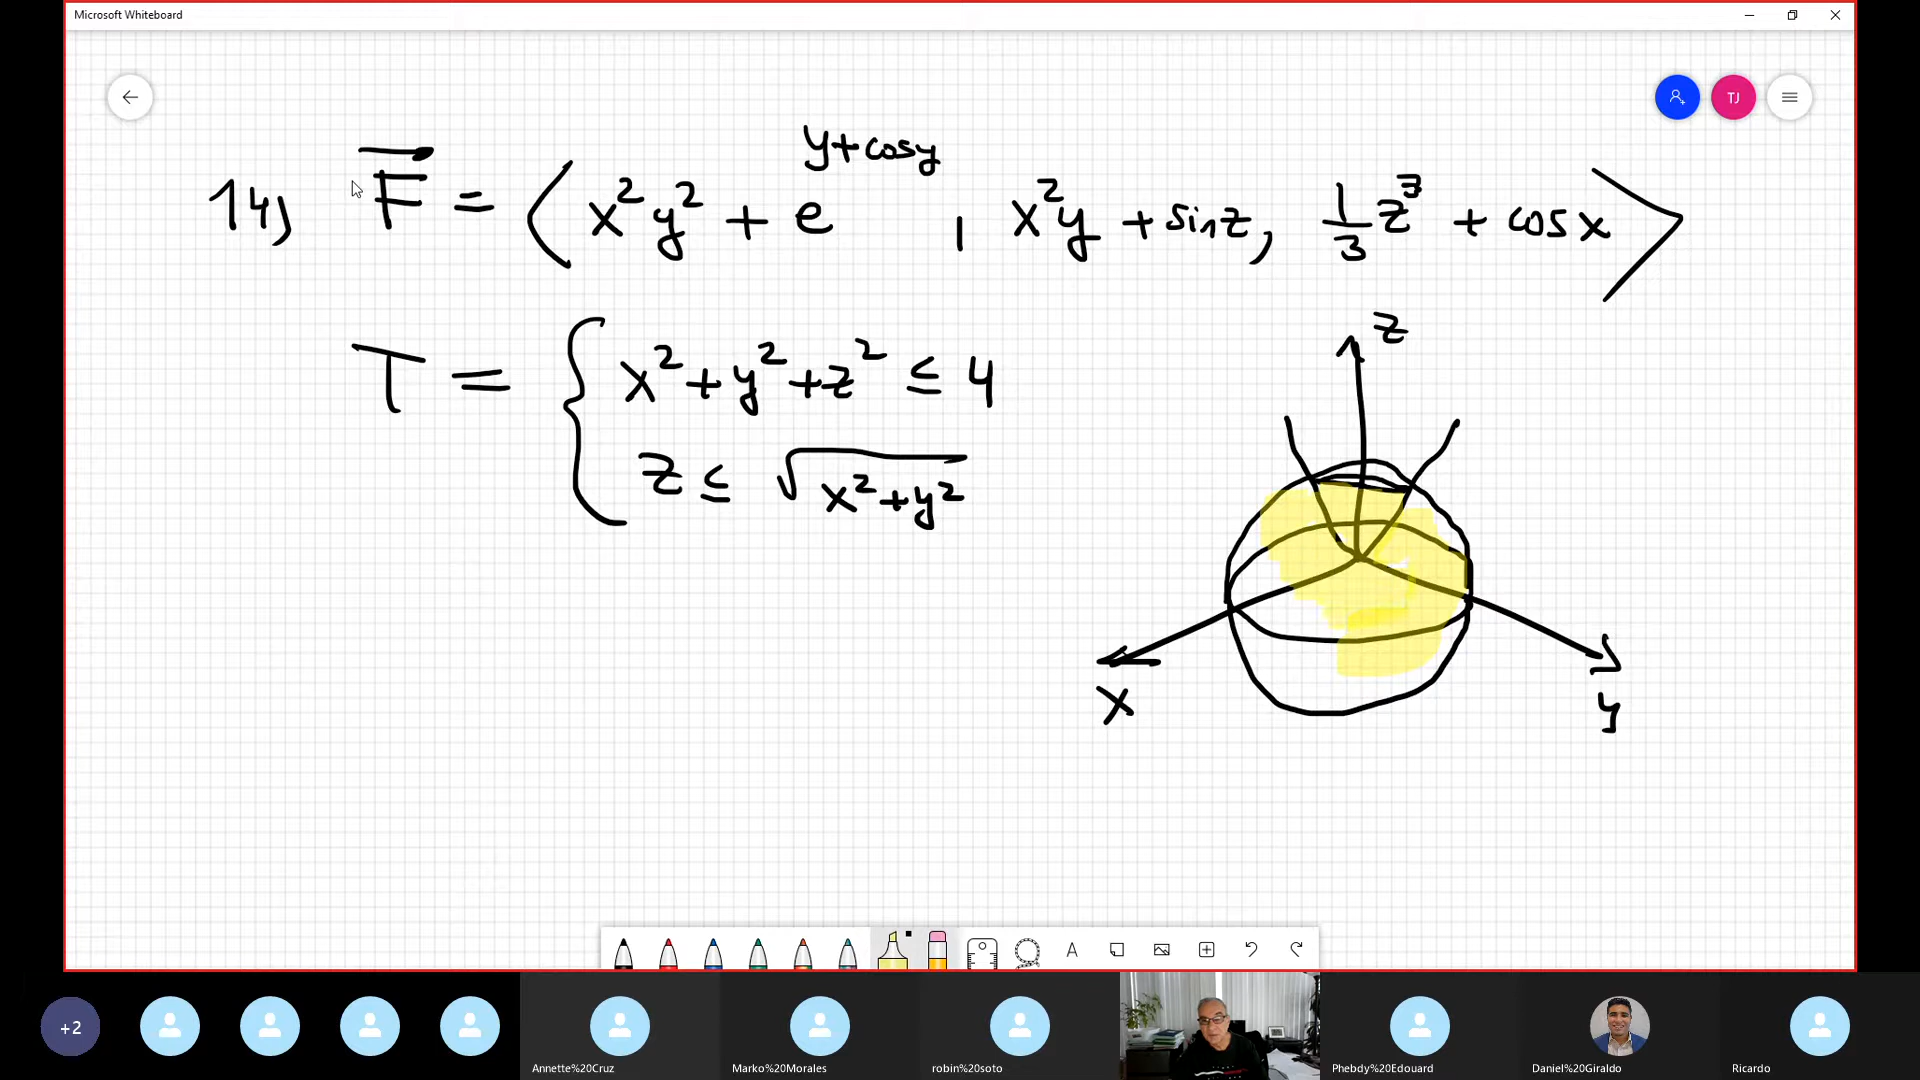 Microsoft Whiteboard
TJ
14) F⃗ = ⟨ x²y² + e^(y+cosy) , x²y + sinz, 1/3 z³ + cos x ⟩
T = { x² + y² + z² ≤ 4
z ≤ √(x²+y²)
z
x
y
A
+2
Annette%20Cruz
Marko%20Morales
robin%20soto
Phebdy%20Edouard
Daniel%20Giraldo
Ricardo